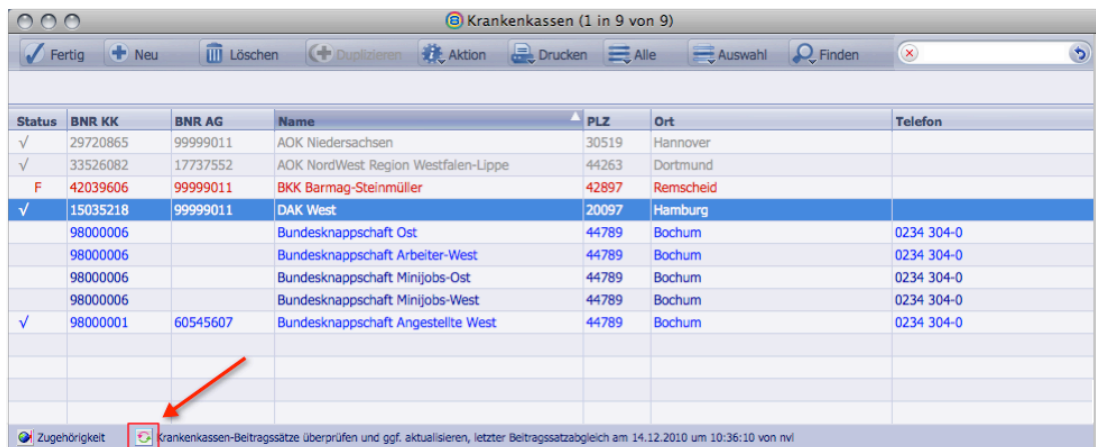 Krankenkassen (1 in 9 von 9)
Fertig Neu Löschen Duplizieren Aktion Drucken Alle Auswahl Finden
Status BNR KK BNR AG Name PLZ Ort Telefon
√ 29720865 99999011 AOK Niedersachsen 30519 Hannover
√ 33526082 17737552 AOK NordWest Region Westfalen-Lippe 44263 Dortmund
F 42039606 99999011 BKK Barmag-Steinmüller 42897 Remscheid
√ 15035218 99999011 DAK West 20097 Hamburg
98000006 Bundesknappschaft Ost 44789 Bochum 0234 304-0
98000006 Bundesknappschaft Arbeiter-West 44789 Bochum 0234 304-0
98000006 Bundesknappschaft Minijobs-Ost 44789 Bochum 0234 304-0
98000006 Bundesknappschaft Minijobs-West 44789 Bochum 0234 304-0
√ 98000001 60545607 Bundesknappschaft Angestellte West 44789 Bochum 0234 304-0
Zugehörigkeit Krankenkassen-Beitragssätze überprüfen und ggf. aktualisieren, letzter Beitragssatzabgleich am 14.12.2010 um 10:36:10 von nvl